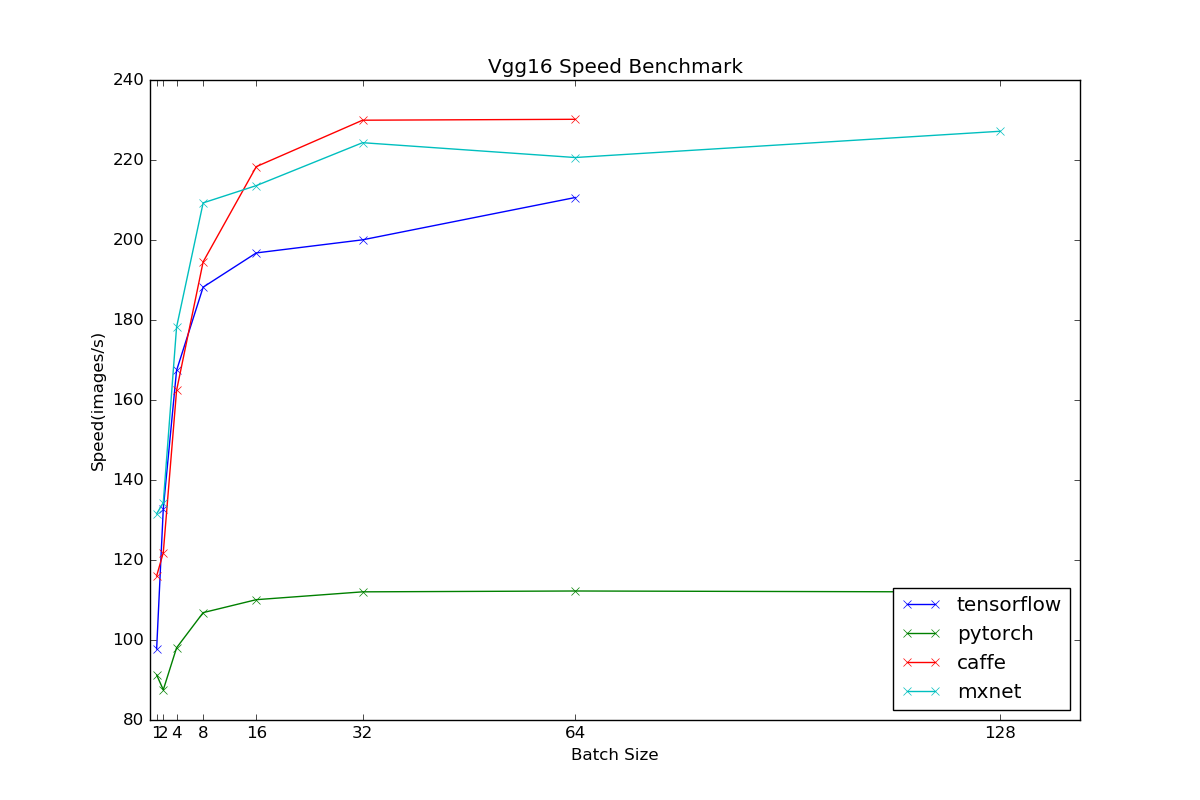 Vgg16 Speed Benchmark
Speed(images/s)
240
220
200
180
160
140
120
100
80
1 2 4 8 16 32 64 128
Batch Size
tensorflow
pytorch
caffe
mxnet